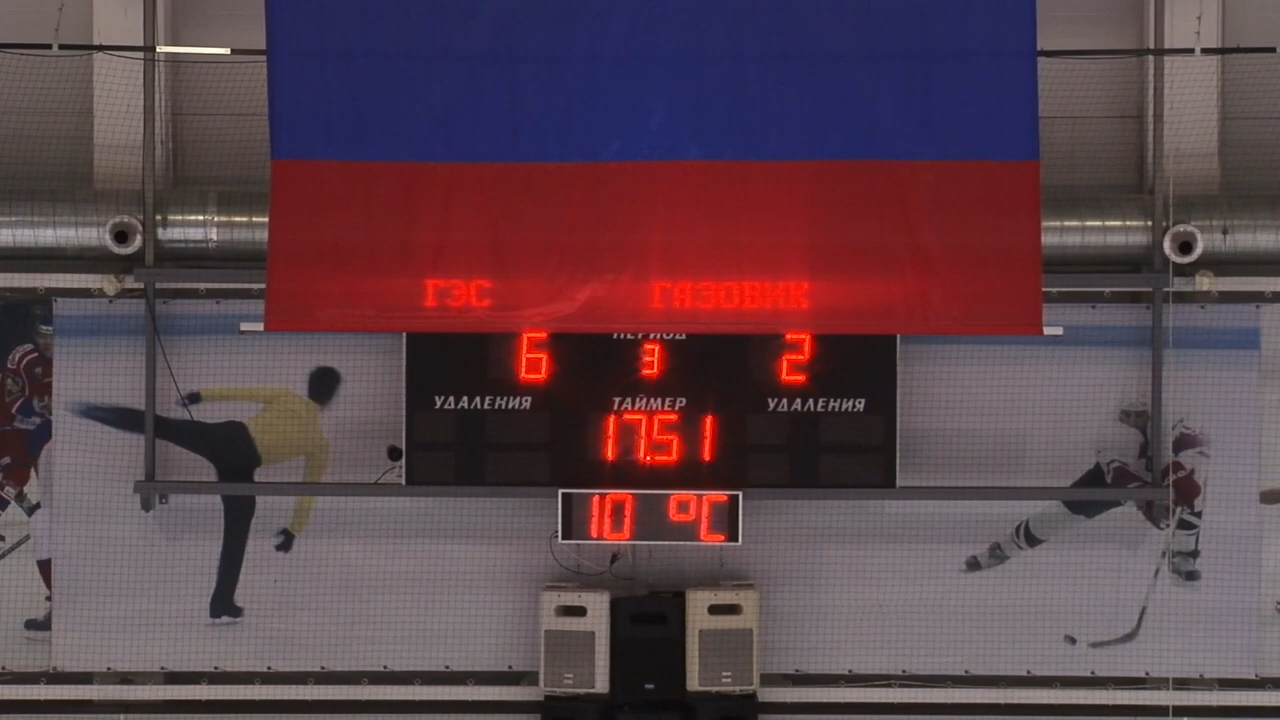 ГЭС ГАЗОВИК
ПЕРИОД
6 3 2
УДАЛЕНИЯ ТАЙМЕР УДАЛЕНИЯ
17.51
10 °C